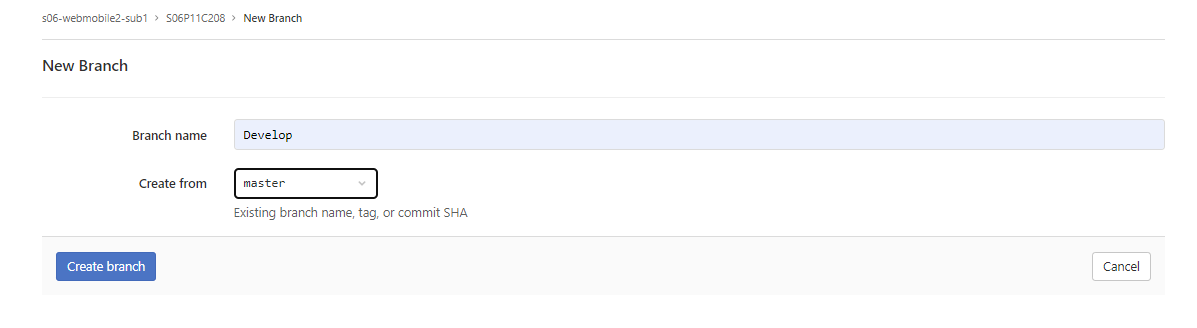 s06-webmobile2-sub1 > S06P11C208 > New Branch
New Branch
Branch name Develop
Create from master
Existing branch name, tag, or commit SHA
Create branch Cancel